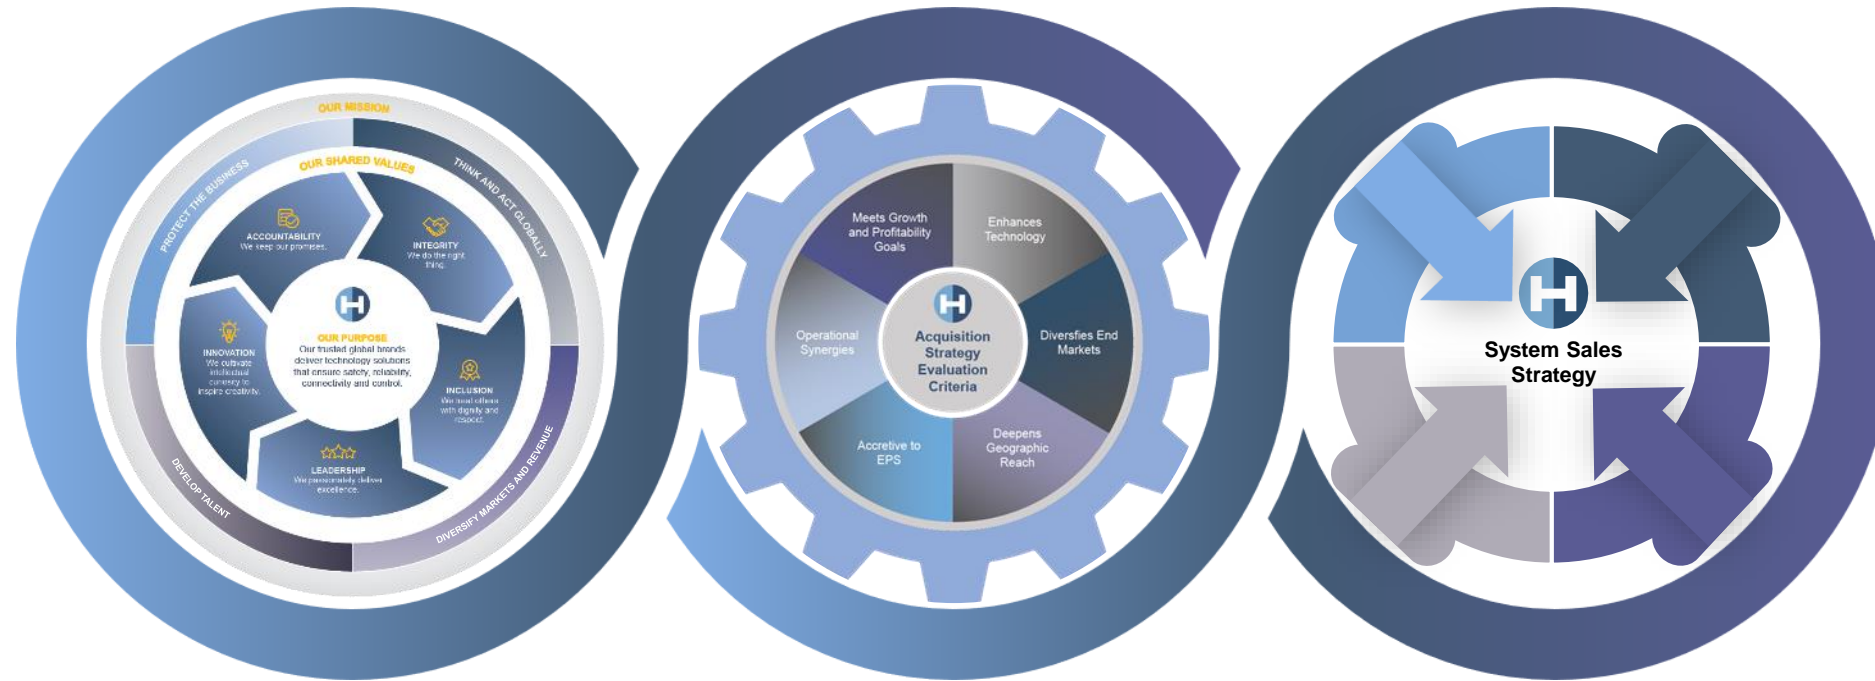 OUR MISSION
PROTECT THE BUSINESS
THINK AND ACT GLOBALLY
DEVELOP TALENT
DIVERSIFY MARKETS AND REVENUE
OUR SHARED VALUES
ACCOUNTABILITY
We keep our promises.
INTEGRITY
We do the right
thing.
INCLUSION
We treat others
with dignity and
respect.
LEADERSHIP
We passionately deliver
excellence.
INNOVATION
We cultivate
intellectual
curiosity to
inspire creativity.
H
OUR PURPOSE
Our trusted global brands
deliver technology solutions
that ensure safety, reliability,
connectivity and control.
Meets Growth
and Profitability
Goals
Enhances
Technology
Diversfies End
Markets
Deepens
Geographic
Reach
Accretive to
EPS
Operational
Synergies
H
Acquisition
Strategy
Evaluation
Criteria
H
System Sales
Strategy